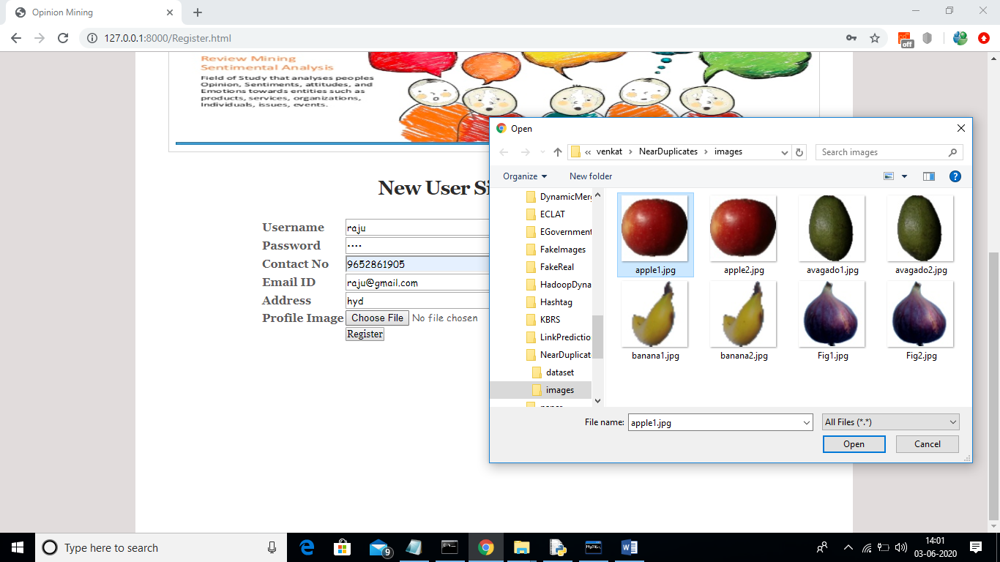 Opinion Mining
127.0.0.1:8000/Register.html
off
Review Mining
Sentimental Analysis
Field of Study that analyses peoples
Opinion, Sentiments, attitudes, and
Emotions towards entities such as
products, services, organizations,
Individuals, issues, events.
New User Si
Username raju
Password ····
Contact No 9652861905
Email ID raju@gmail.com
Address hyd
Profile Image Choose File No file chosen
Register
Open
« venkat › NearDuplicates › images
Search images
Organize
New folder
DynamicMerg
ECLAT
EGovernment
FakeImages
FakeReal
HadoopDyna
Hashtag
KBRS
LinkPredictio
NearDuplicat
dataset
images
apple1.jpg
apple2.jpg
avagado1.jpg
avagado2.jpg
banana1.jpg
banana2.jpg
Fig1.jpg
Fig2.jpg
File name: apple1.jpg
All Files (*.*)
Open
Cancel
Type here to search
9
14:01
03-06-2020